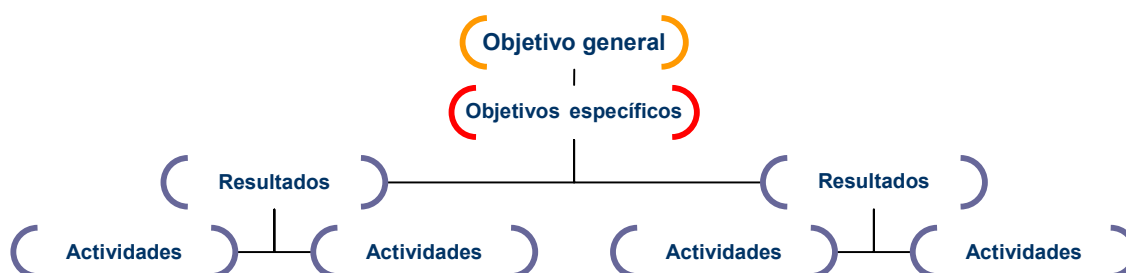 Objetivo general
Objetivos específicos
Resultados Resultados
Actividades Actividades Actividades Actividades